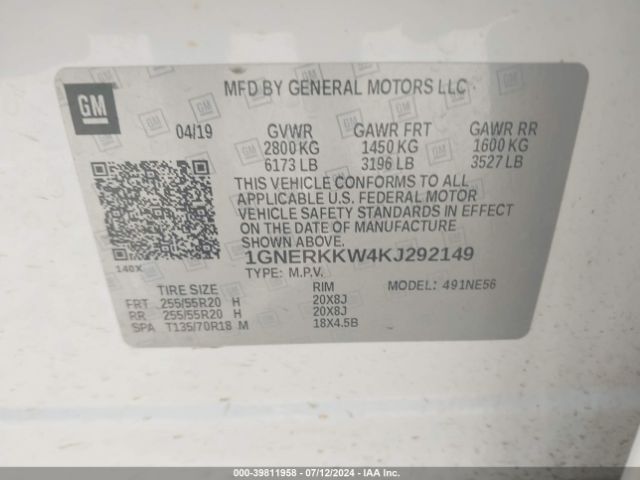 GM
MFD BY GENERAL MOTORS LLC
04/19 GVWR GAWR FRT GAWR RR
2800 KG 1450 KG 1600 KG
6173 LB 3196 LB 3527 LB
THIS VEHICLE CONFORMS TO ALL
APPLICABLE U.S. FEDERAL MOTOR
VEHICLE SAFETY STANDARDS IN EFFECT
ON THE DATE OF MANUFACTURE
SHOWN ABOVE.
1GNERKKW4KJ292149
140X
TYPE: M.P.V.
TIRE SIZE RIM MODEL: 491NE56
FRT 255/55R20 H 20X8J
RR 255/55R20 H 20X8J
SPA T135/70R18 M 18X4.5B
000-39811958 - 07/12/2024 - IAA Inc.